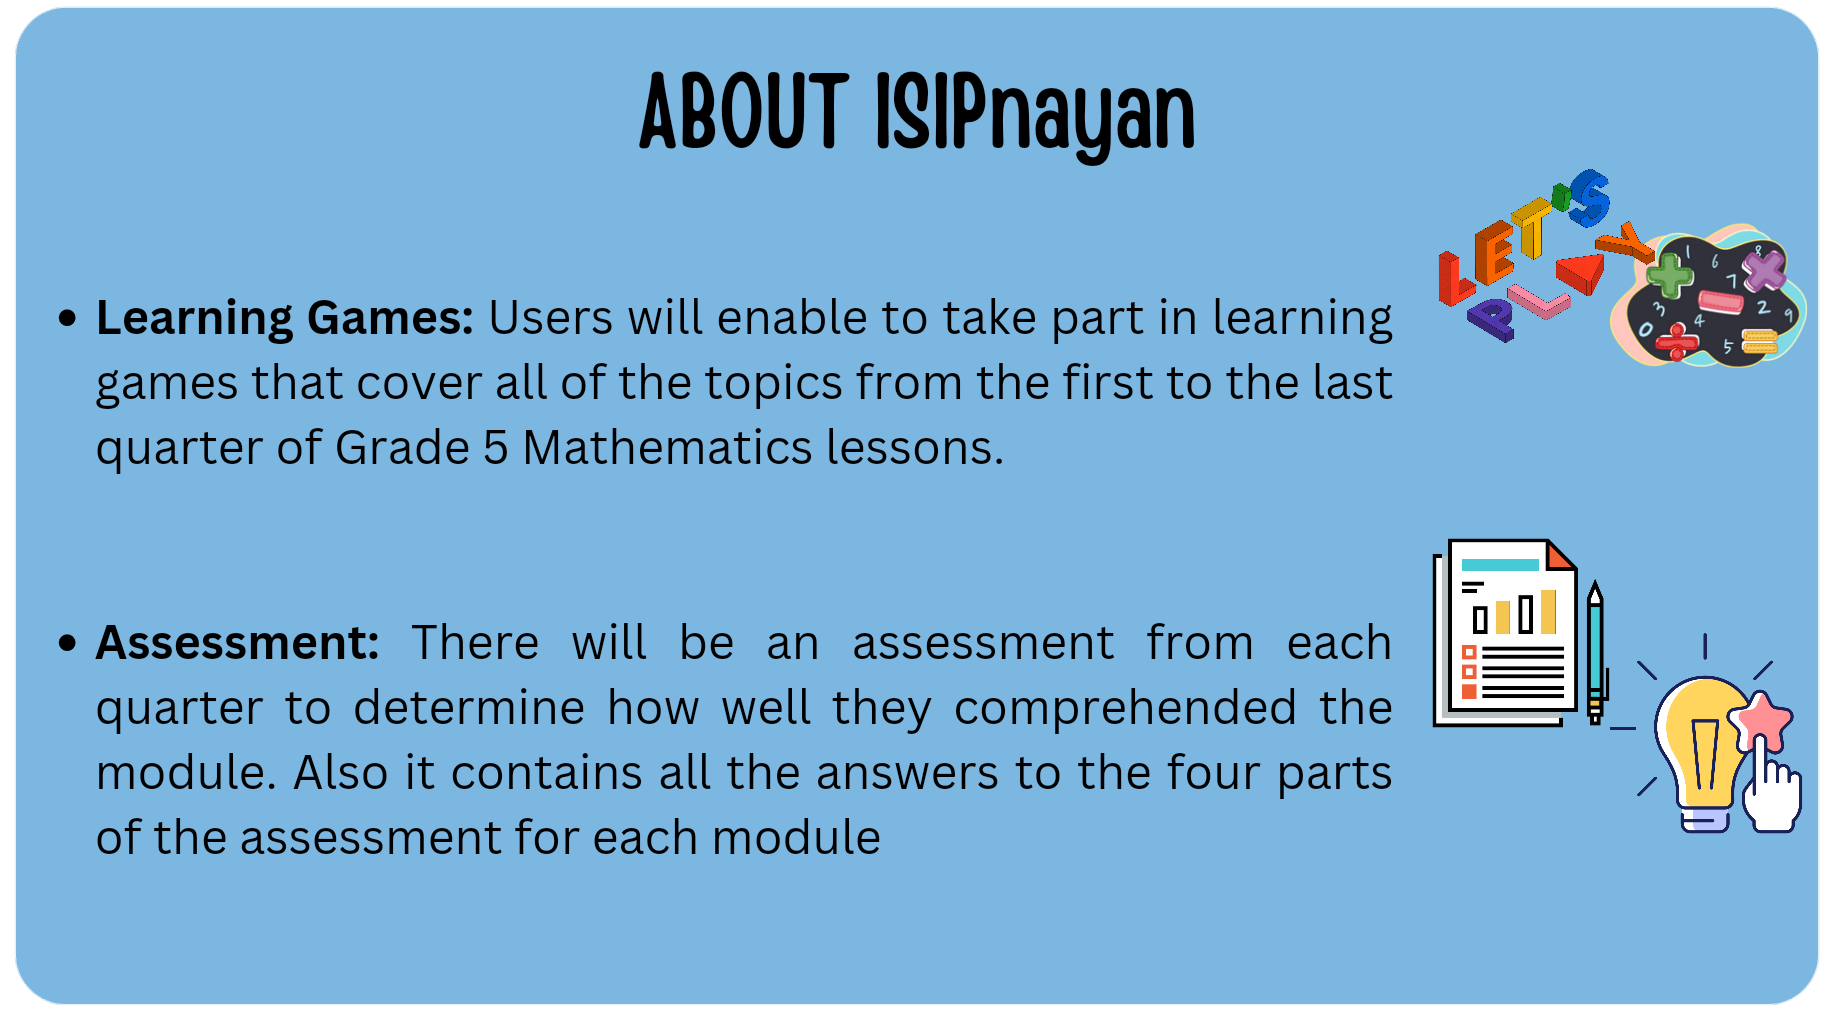 ABOUT ISIPnayan
LET'S
PLAY
1 6 8
7
3 2 9
0 4
5
• Learning Games: Users will enable to take part in learning
games that cover all of the topics from the first to the last
quarter of Grade 5 Mathematics lessons.
• Assessment: There will be an assessment from each
quarter to determine how well they comprehended the
module. Also it contains all the answers to the four parts
of the assessment for each module